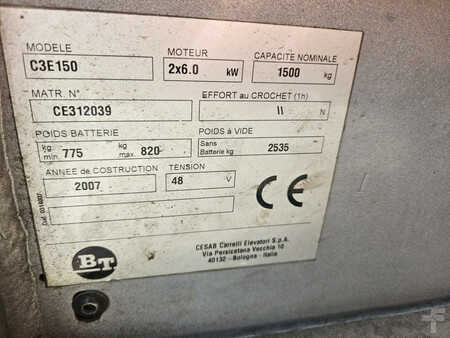 MODELE MOTEUR CAPACITE NOMINALE
C3E150 2x6.0 kW 1500 kg
MATR. N° EFFORT au CROCHET (1h)
CE312039 \\ N
POIDS BATTERIE POIDS à VIDE
kg min. 775 kg max. 820 Sans Batterie kg 2535
ANNEE de COSTRUCTION TENSION
2007 48 V
CE
BT
CESAB Carrelli Elevatori S.p.A.
Via Persicetana Vecchia 10
40132 -Bologna - Italia